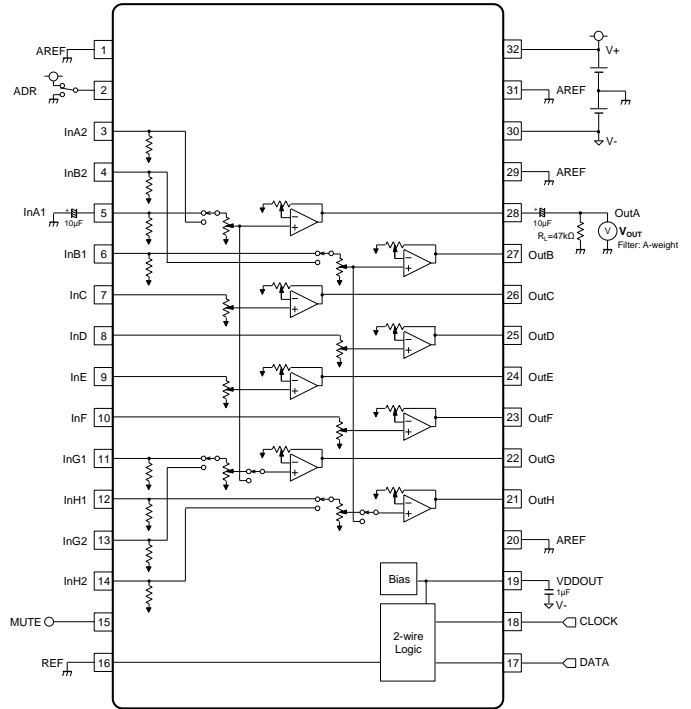 AREF 1
ADR 2
InA2 3
InB2 4
InA1 + 10µF 5
InB1 6
InC 7
InD 8
InE 9
InF 10
InG1 11
InH1 12
InG2 13
InH2 14
MUTE 15
REF 16
− +
− +
− +
− +
− +
− +
− +
− +
Bias
2-wire
Logic
32 V+
31 AREF
30 V-
29 AREF
28 + 10µF OutA
RL=47kΩ V VOUT
Filter: A-weight
27 OutB
26 OutC
25 OutD
24 OutE
23 OutF
22 OutG
21 OutH
20 AREF
19 VDDOUT
1µF
V-
18 CLOCK
17 DATA